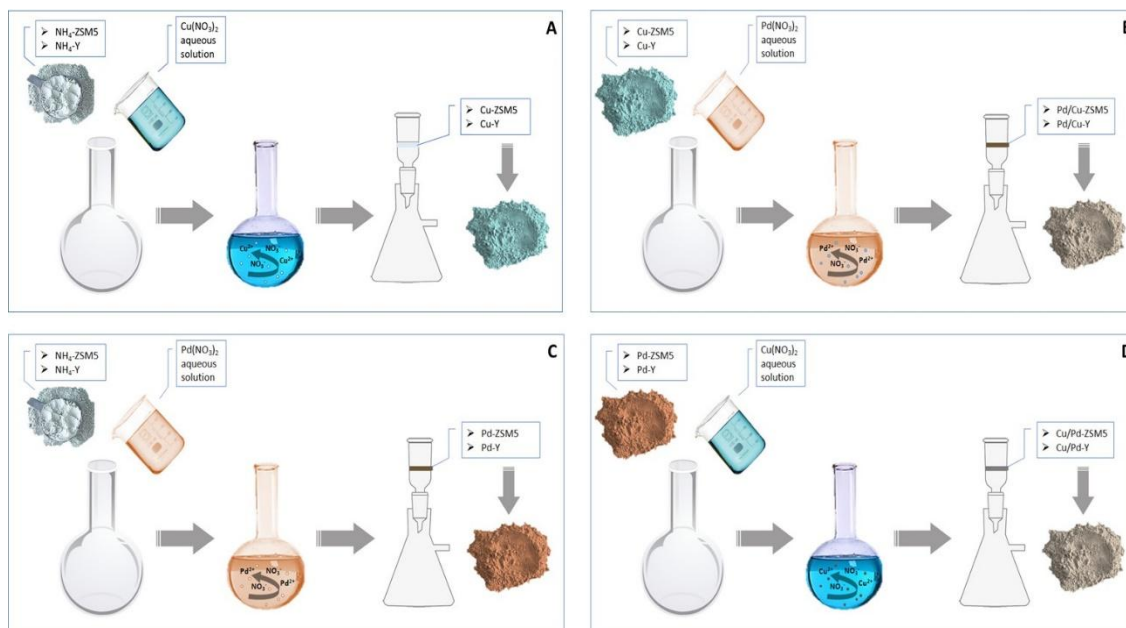 A
➤ NH₄-ZSM5
➤ NH₄-Y
Cu(NO₃)₂
aqueous
solution
Cu²⁺ NO₃⁻
NO₃⁻ Cu²⁺
➤ Cu-ZSM5
➤ Cu-Y
➤ Cu-ZSM5
➤ Cu-Y
Pd(NO₃)₂
aqueous
solution
Pd²⁺ NO₃⁻
NO₃⁻ Pd²⁺
➤ Pd/Cu-ZSM5
➤ Pd/Cu-Y
C
➤ NH₄-ZSM5
➤ NH₄-Y
Pd(NO₃)₂
aqueous
solution
Pd²⁺ NO₃⁻
NO₃⁻ Pd²⁺
➤ Pd-ZSM5
➤ Pd-Y
D
➤ Pd-ZSM5
➤ Pd-Y
Cu(NO₃)₂
aqueous
solution
Cu²⁺ NO₃⁻
NO₃⁻ Cu²⁺
➤ Cu/Pd-ZSM5
➤ Cu/Pd-Y